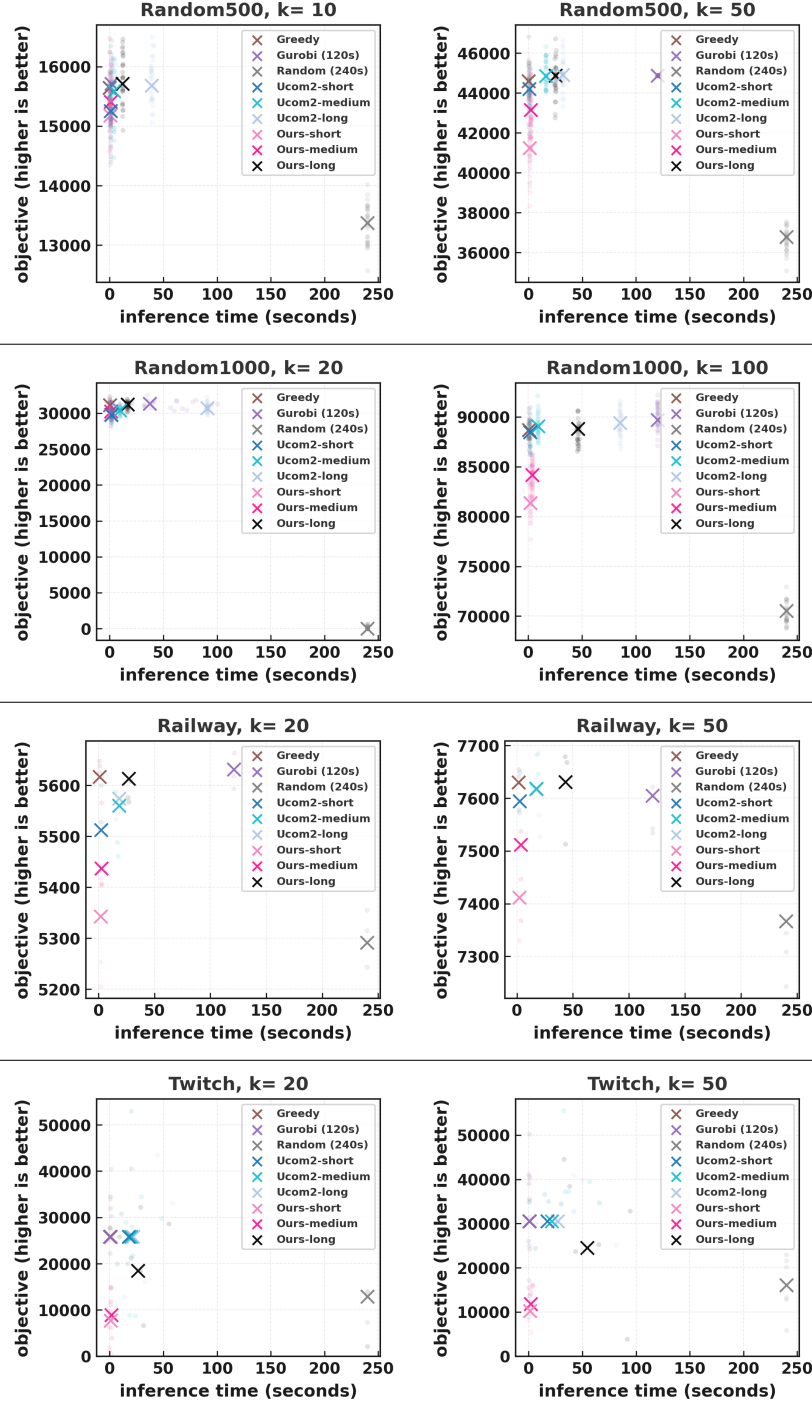 Random500, k= 10
objective (higher is better)
16000
15000
14000
13000
0 50 100 150 200 250
inference time (seconds)
Greedy
Gurobi (120s)
Random (240s)
Ucom2-short
Ucom2-medium
Ucom2-long
Ours-short
Ours-medium
Ours-long
Random500, k= 50
objective (higher is better)
46000
44000
42000
40000
38000
36000
0 50 100 150 200 250
inference time (seconds)
Greedy
Gurobi (120s)
Random (240s)
Ucom2-short
Ucom2-medium
Ucom2-long
Ours-short
Ours-medium
Ours-long
Random1000, k= 20
objective (higher is better)
30000
25000
20000
15000
10000
5000
0
0 50 100 150 200 250
inference time (seconds)
Greedy
Gurobi (120s)
Random (240s)
Ucom2-short
Ucom2-medium
Ucom2-long
Ours-short
Ours-medium
Ours-long
Random1000, k= 100
objective (higher is better)
90000
85000
80000
75000
70000
0 50 100 150 200 250
inference time (seconds)
Greedy
Gurobi (120s)
Random (240s)
Ucom2-short
Ucom2-medium
Ucom2-long
Ours-short
Ours-medium
Ours-long
Railway, k= 20
objective (higher is better)
5600
5500
5400
5300
5200
0 50 100 150 200 250
inference time (seconds)
Greedy
Gurobi (120s)
Random (240s)
Ucom2-short
Ucom2-medium
Ucom2-long
Ours-short
Ours-medium
Ours-long
Railway, k= 50
objective (higher is better)
7700
7600
7500
7400
7300
0 50 100 150 200 250
inference time (seconds)
Greedy
Gurobi (120s)
Random (240s)
Ucom2-short
Ucom2-medium
Ucom2-long
Ours-short
Ours-medium
Ours-long
Twitch, k= 20
objective (higher is better)
50000
40000
30000
20000
10000
0
0 50 100 150 200 250
inference time (seconds)
Greedy
Gurobi (120s)
Random (240s)
Ucom2-short
Ucom2-medium
Ucom2-long
Ours-short
Ours-medium
Ours-long
Twitch, k= 50
objective (higher is better)
50000
40000
30000
20000
10000
0
0 50 100 150 200 250
inference time (seconds)
Greedy
Gurobi (120s)
Random (240s)
Ucom2-short
Ucom2-medium
Ucom2-long
Ours-short
Ours-medium
Ours-long